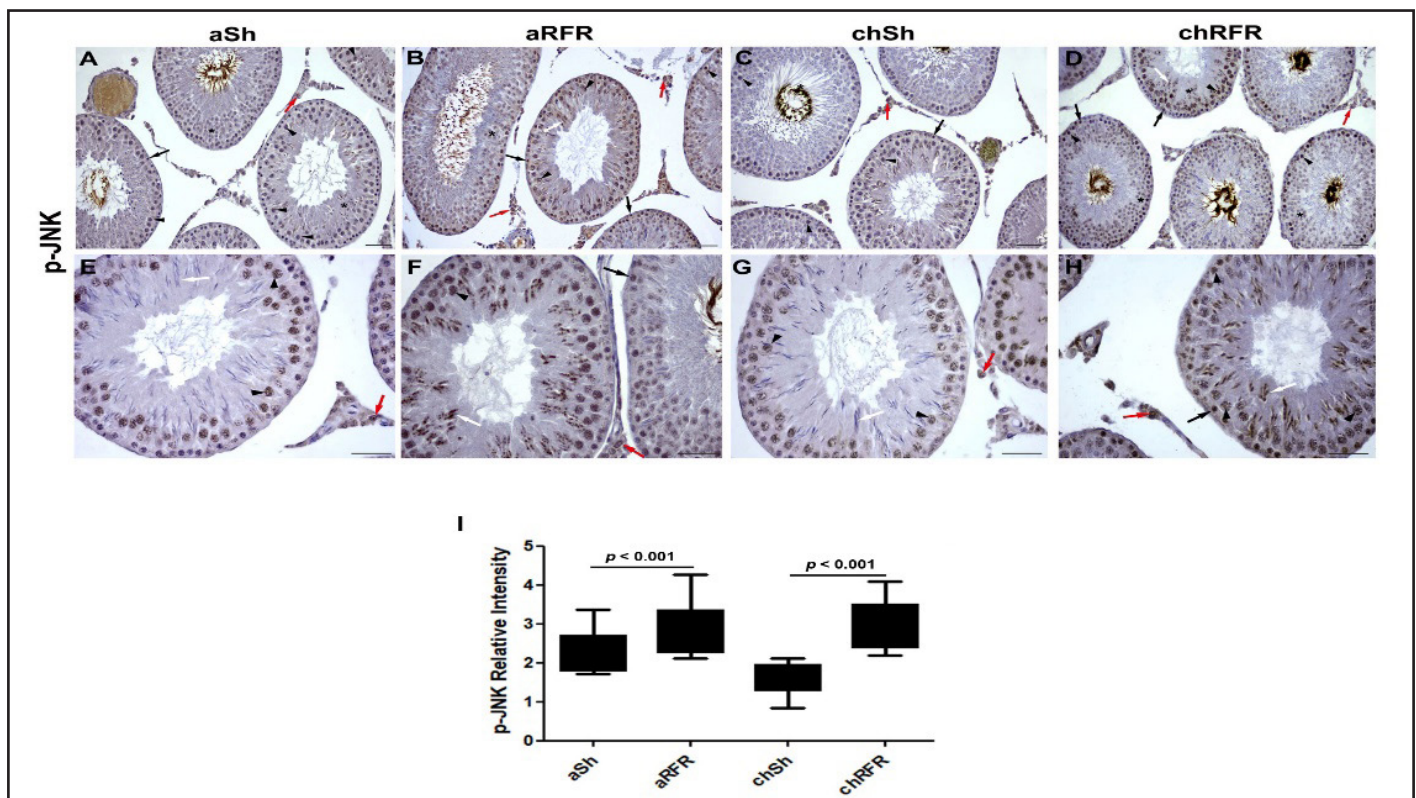 aSh aRFR chSh chRFR
A B C D
p-JNK
E F G H
I
p-JNK Relative Intensity
5
4
3
2
1
0
p < 0.001 p < 0.001
aSh aRFR chSh chRFR